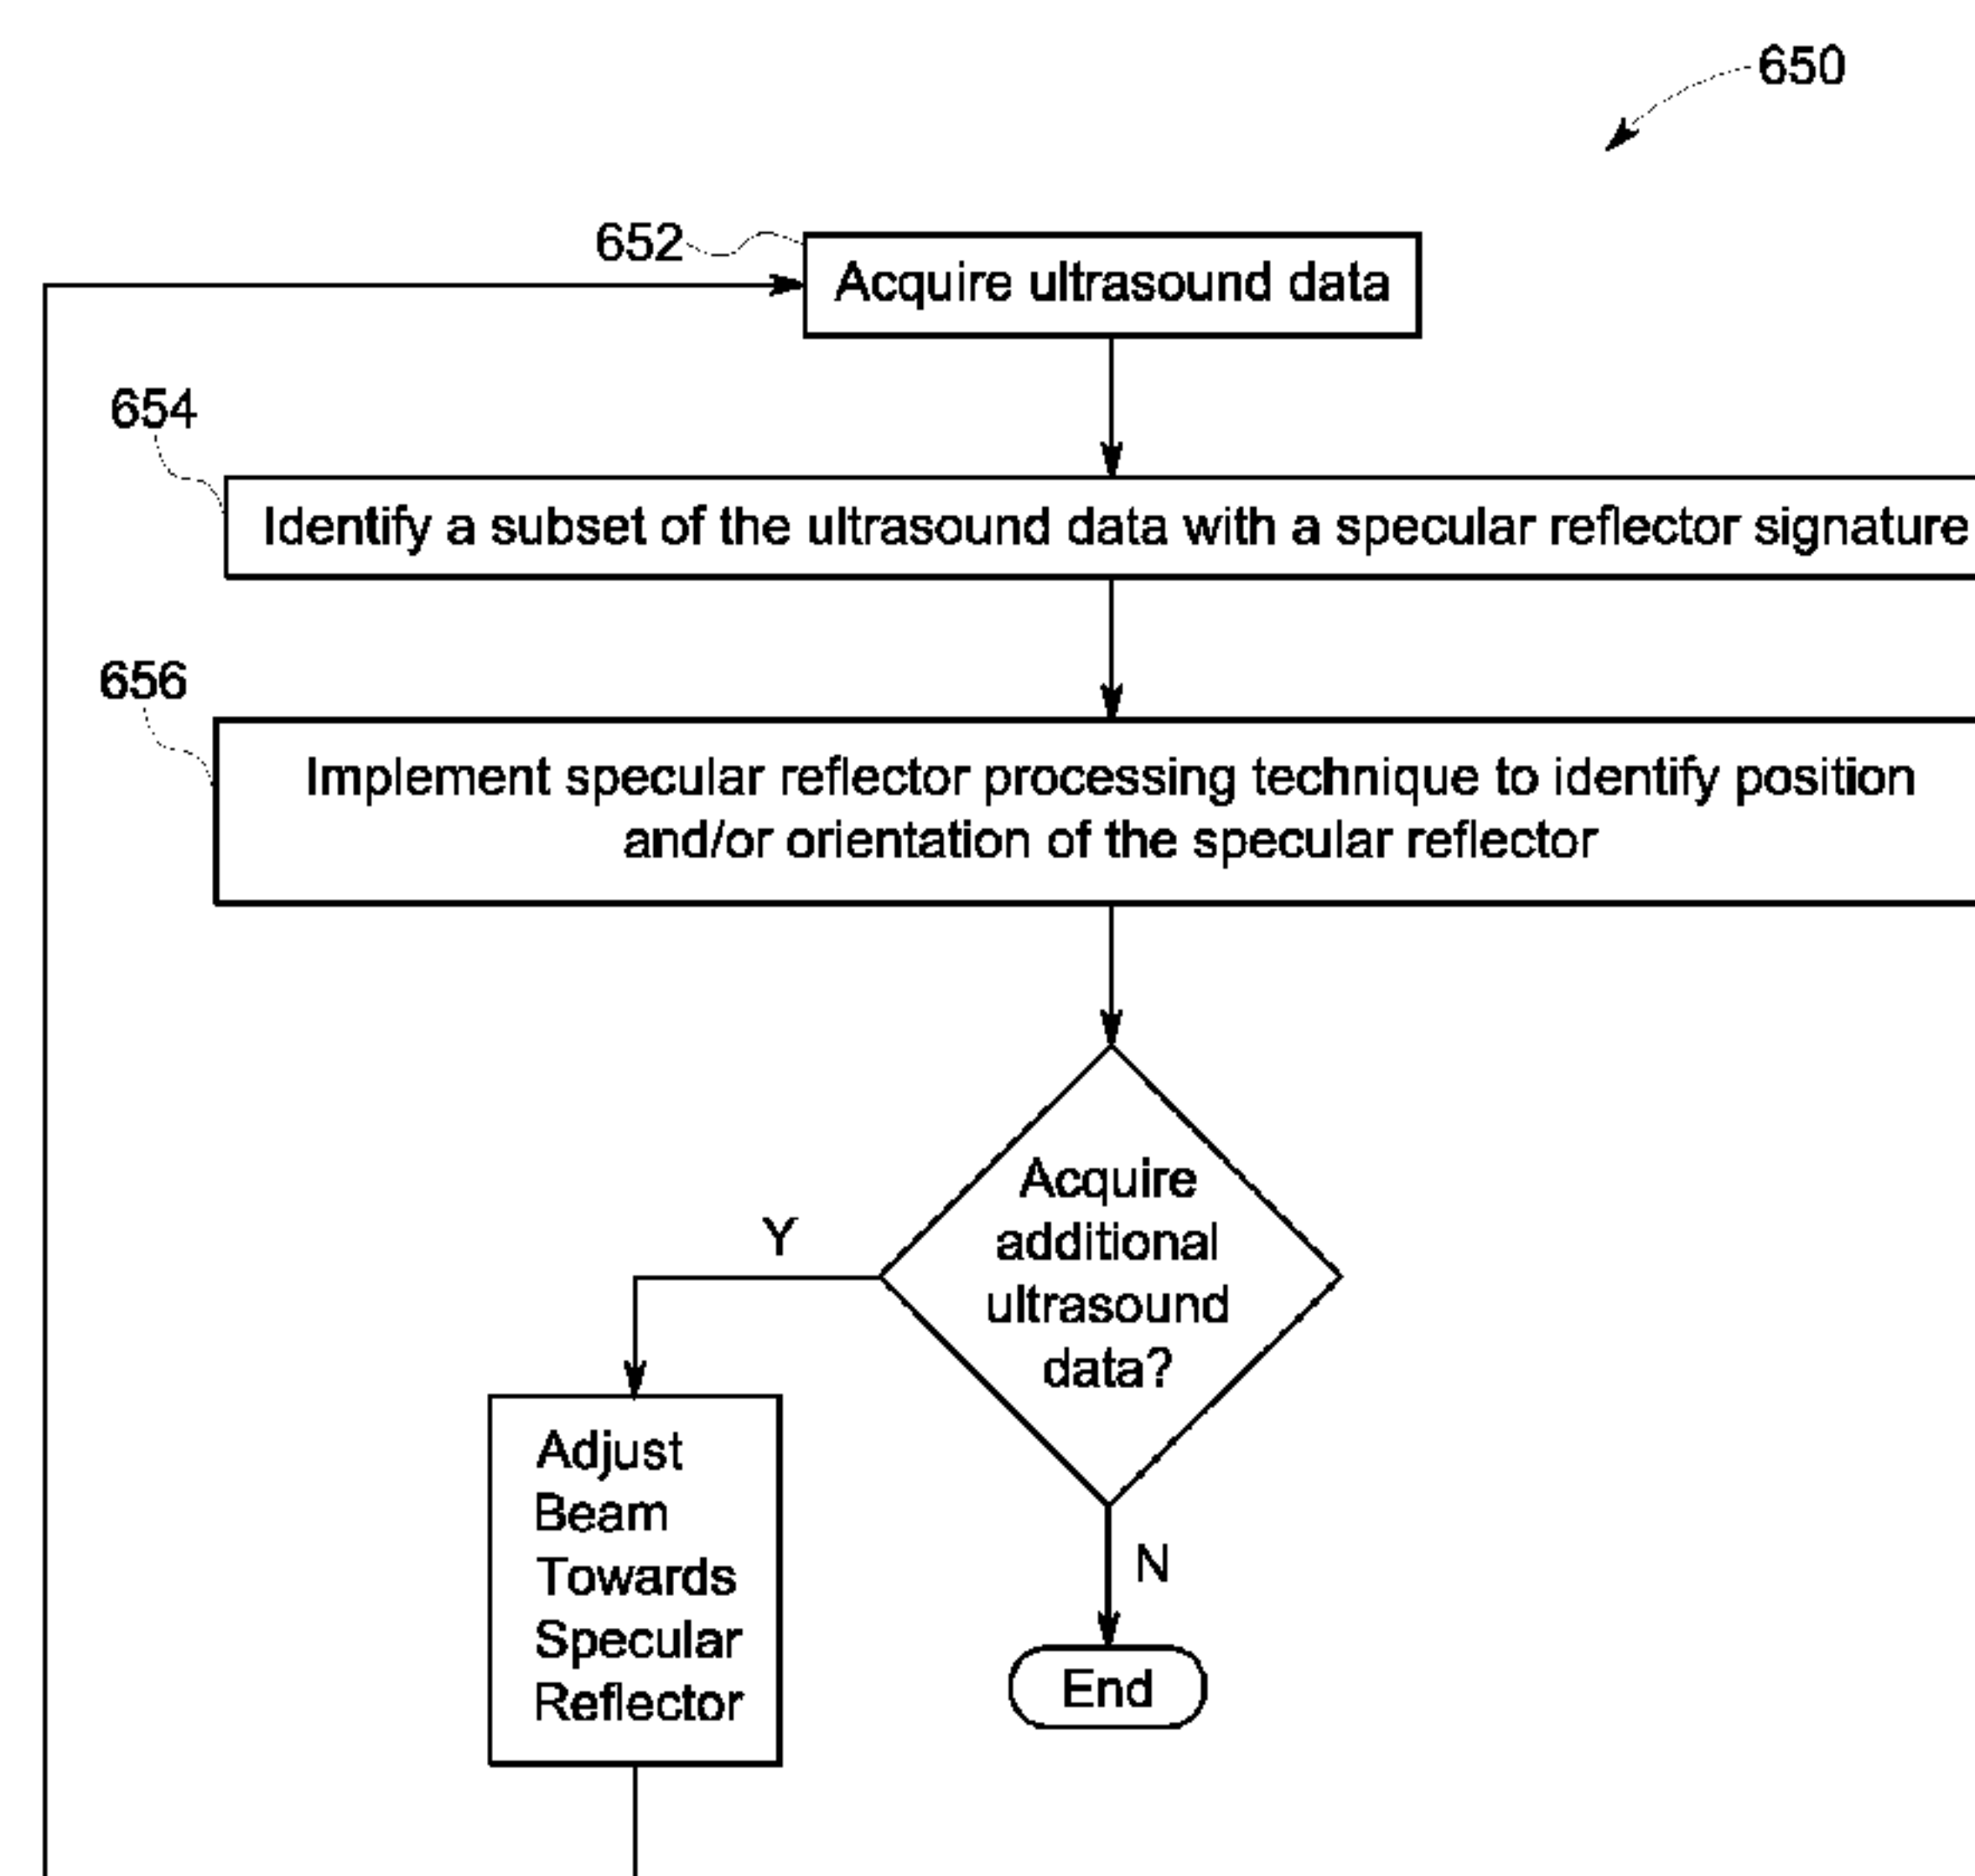 650
652
Acquire ultrasound data
654
Identify a subset of the ultrasound data with a specular reflector signature
656
Implement specular reflector processing technique to identify position
and/or orientation of the specular reflector
Acquire
additional
ultrasound
data?
Y
Adjust
Beam
Towards
Specular
Reflector
N
End